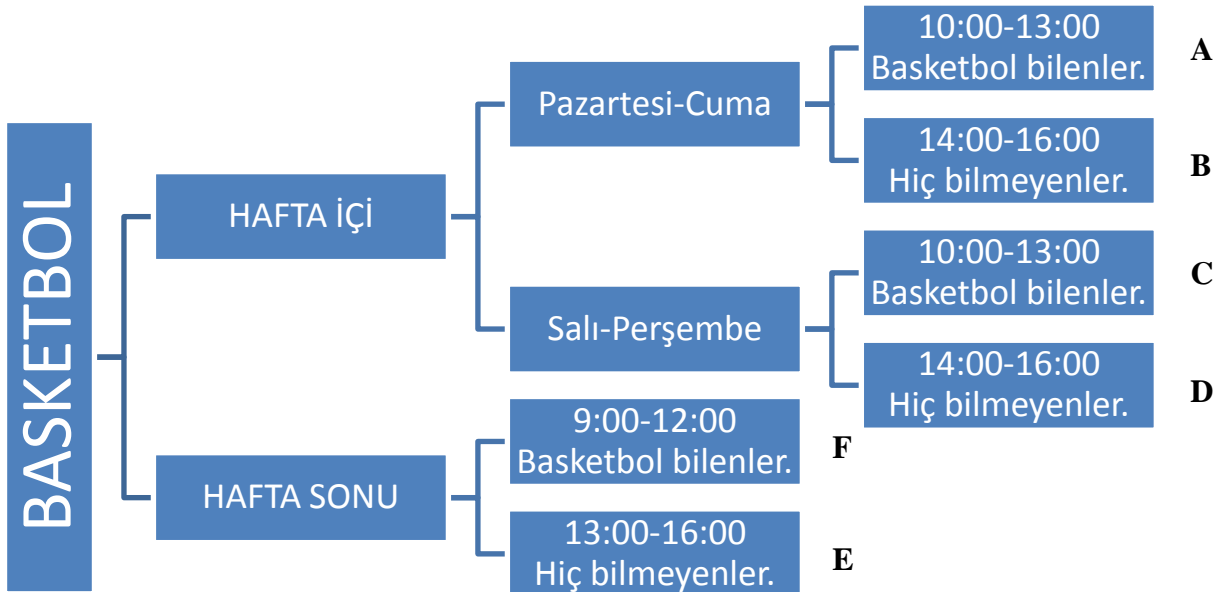 BASKETBOL
HAFTA İÇİ
Pazartesi-Cuma
10:00-13:00
Basketbol bilenler.
A
14:00-16:00
Hiç bilmeyenler.
B
Salı-Perşembe
10:00-13:00
Basketbol bilenler.
C
14:00-16:00
Hiç bilmeyenler.
D
HAFTA SONU
9:00-12:00
Basketbol bilenler.
F
13:00-16:00
Hiç bilmeyenler.
E